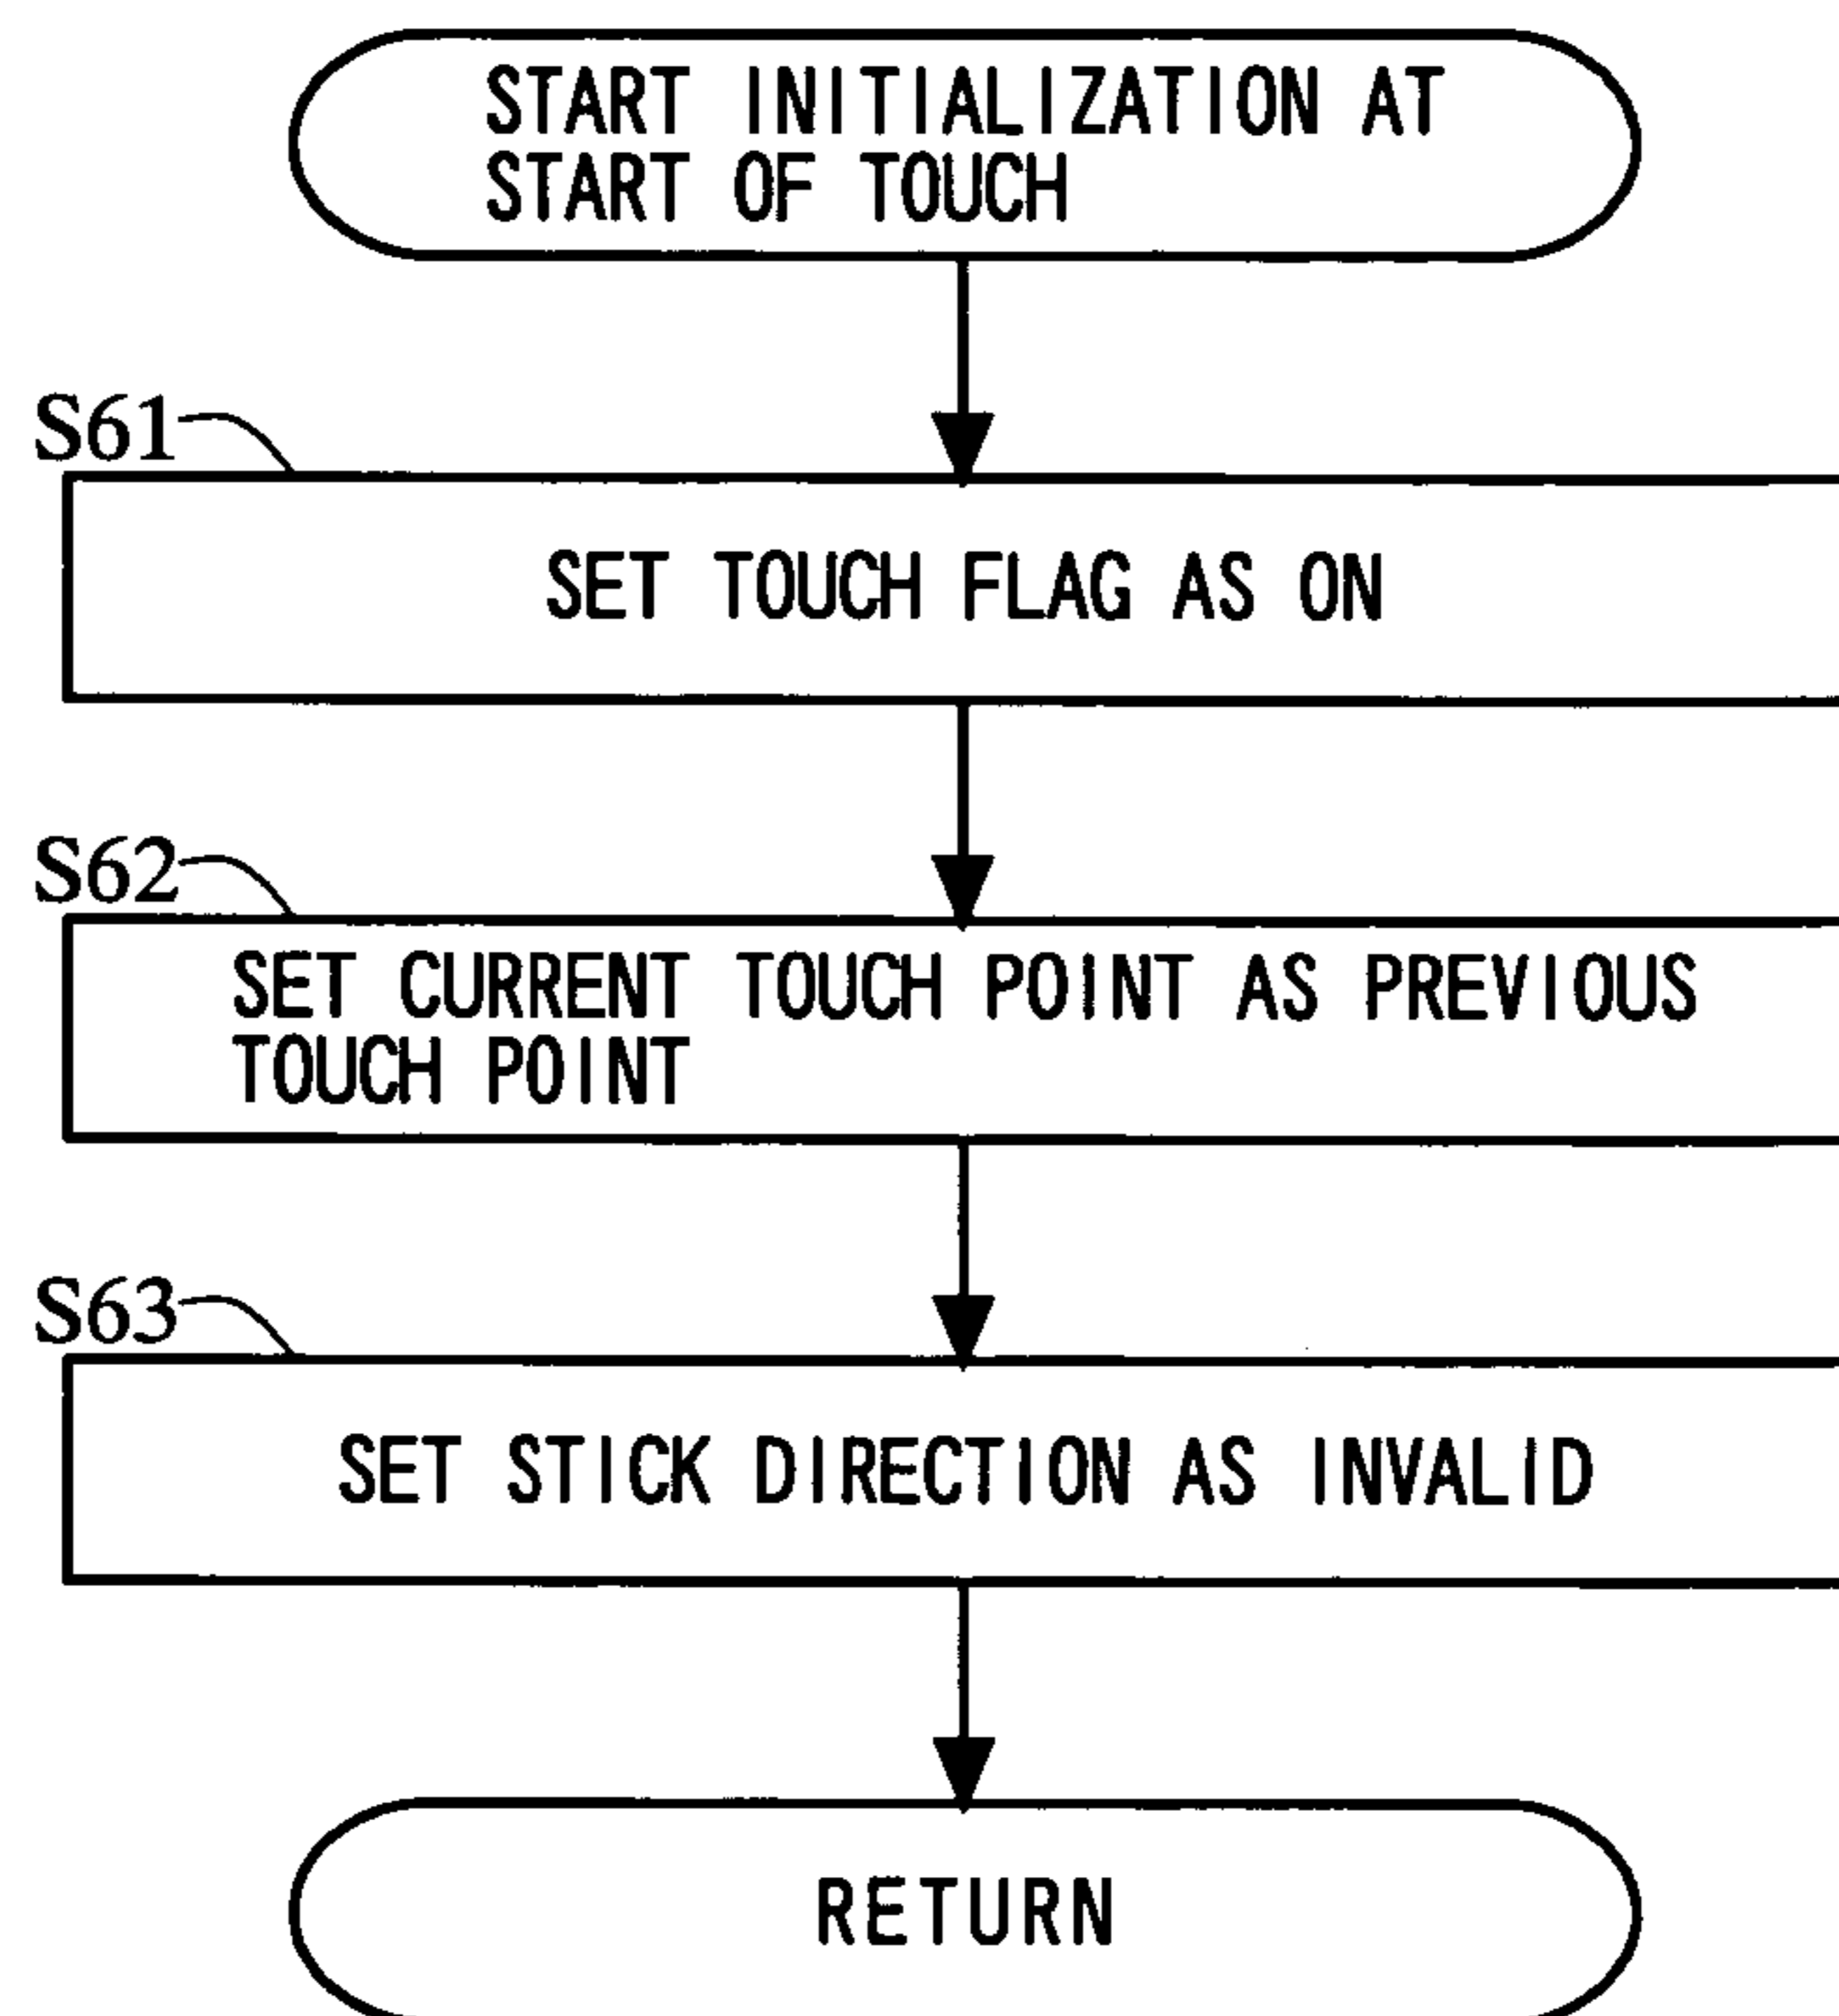 START INITIALIZATION AT
START OF TOUCH
S61
SET TOUCH FLAG AS ON
S62
SET CURRENT TOUCH POINT AS PREVIOUS
TOUCH POINT
S63
SET STICK DIRECTION AS INVALID
RETURN